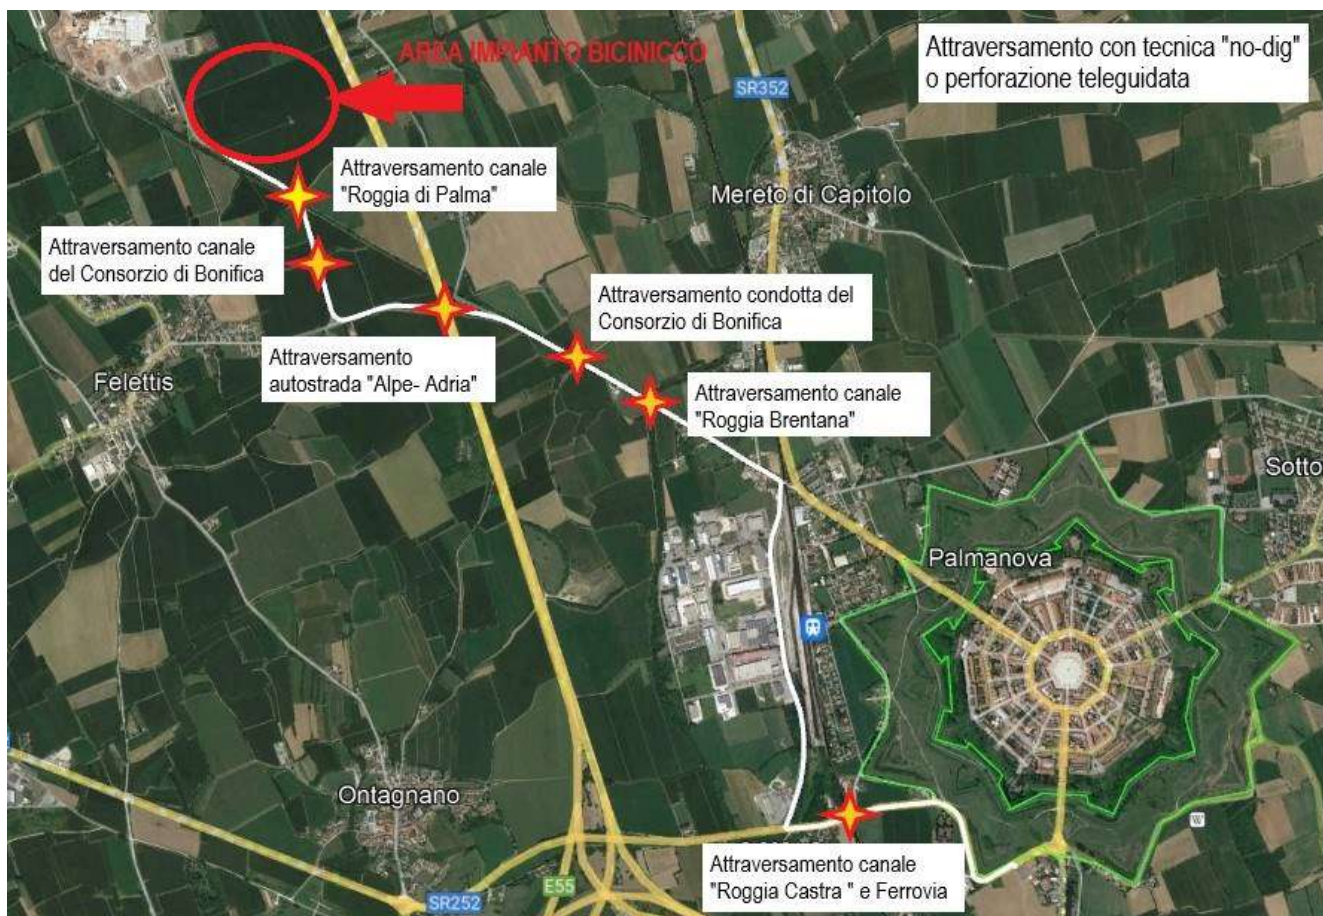 AREA IMPIANTO BICINICCO
Attraversamento con tecnica "no-dig"
o perforazione teleguidata
SR352
Attraversamento canale
"Roggia di Palma"
Mereto di Capitolo
Attraversamento canale
del Consorzio di Bonifica
Attraversamento condotta del
Consorzio di Bonifica
Attraversamento
autostrada "Alpe- Adria"
Felettis
Attraversamento canale
"Roggia Brentana"
Sotto
Palmanova
Ontagnano
W
Attraversamento canale
"Roggia Castra " e Ferrovia
E55
SR252